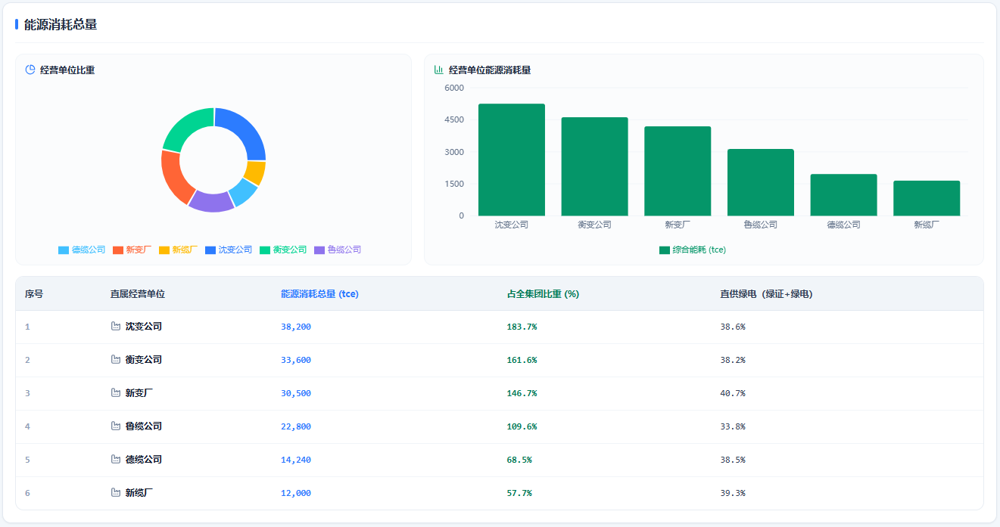 能源消耗总量
经营单位比重
德缆公司 新变厂 新缆厂 沈变公司 衡变公司 鲁缆公司
经营单位能源消耗量
6000
4500
3000
1500
0
沈变公司 衡变公司 新变厂 鲁缆公司 德缆公司 新缆厂
综合能耗 (tce)
序号 直属经营单位 能源消耗总量 (tce) 占全集团比重 (%) 直供绿电（绿证+绿电）
1 沈变公司 38,200 183.7% 38.6%
2 衡变公司 33,600 161.6% 38.2%
3 新变厂 30,500 146.7% 40.7%
4 鲁缆公司 22,800 109.6% 33.8%
5 德缆公司 14,240 68.5% 38.5%
6 新缆厂 12,000 57.7% 39.3%